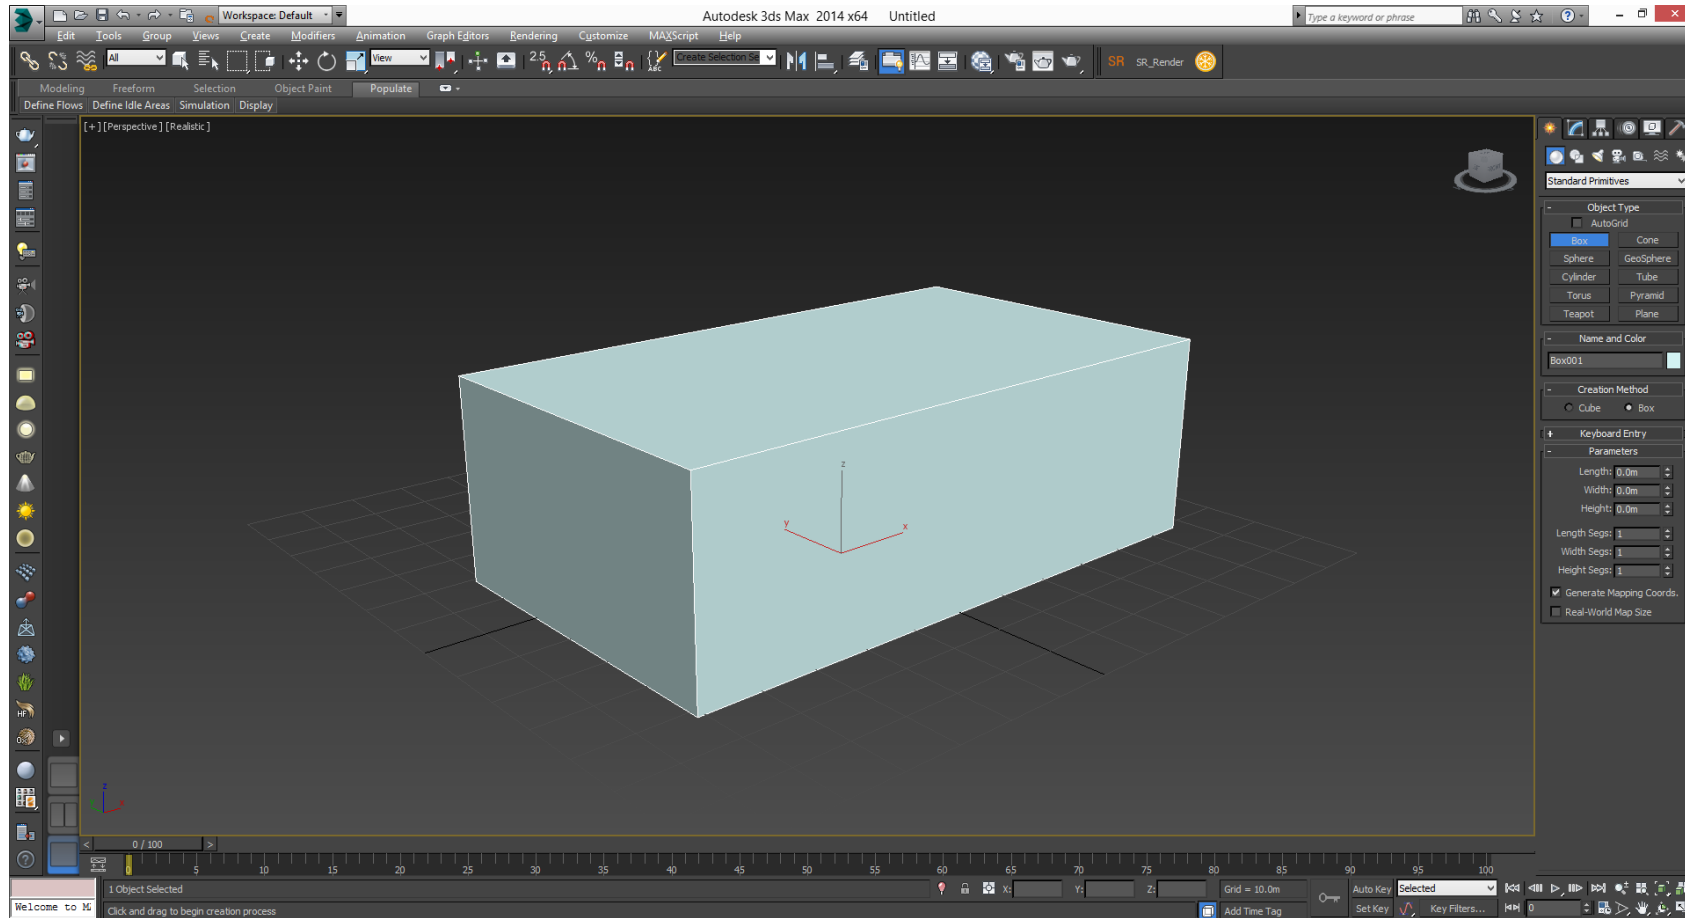 Workspace: Default
Autodesk 3ds Max 2014 x64 Untitled
Type a keyword or phrase
Edit Tools Group Views Create Modifiers Animation Graph Editors Rendering Customize MAXScript Help
All
View
2.5
%
ABC
Create Selection Se
SR SR_Render
Modeling Freeform Selection Object Paint Populate
Define Flows Define Idle Areas Simulation Display
[+][Perspective][Realistic]
Standard Primitives
- Object Type
AutoGrid
Box Cone
Sphere GeoSphere
Cylinder Tube
Torus Pyramid
Teapot Plane
- Name and Color
Box001
- Creation Method
Cube Box
+ Keyboard Entry
- Parameters
Length: 0.0m
Width: 0.0m
Height: 0.0m
Length Segs: 1
Width Segs: 1
Height Segs: 1
Generate Mapping Coords.
Real-World Map Size
z
y x
HF
z
x
< 0 / 100 >
0 5 10 15 20 25 30 35 40 45 50 55 60 65 70 75 80 85 90 95 100
1 Object Selected X: Y: Z: Grid = 10.0m Auto Key Selected
Welcome to M Click and drag to begin creation process Add Time Tag Set Key Key Filters... 0